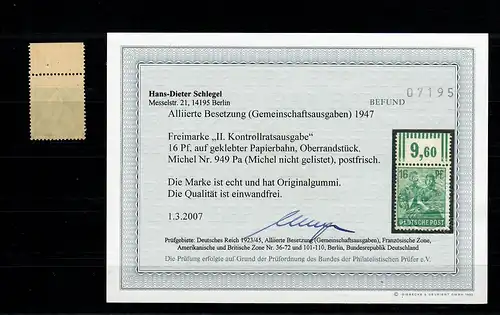 Hans-Dieter Schlegel
Messelstr. 21, 14195 Berlin
07195
BEFUND
Alliierte Besetzung (Gemeinschaftsausgaben) 1947
Freimarke „II. Kontrollratsausgabe"
16 Pf. auf geklebter Papierbahn, Oberrandstück.
Michel Nr. 949 Pa (Michel nicht gelistet), postfrisch.
Die Marke ist echt und hat Originalgummi.
Die Qualität ist einwandfrei.
1.3.2007
9,60
16 Pf
DEUTSCHE POST
Prüfgebiete: Deutsches Reich 1923/45, Alliierte Besetzung (Gemeinschaftsausgaben), Französische Zone,
Amerikanische und Britische Zone Nr. 36-72 und 101-110, Berlin, Bundesrepublik Deutschland
Die Prüfung erfolgte auf Grund der Prüfordnung des Bundes der Philatelistischen Prüfer e.V.